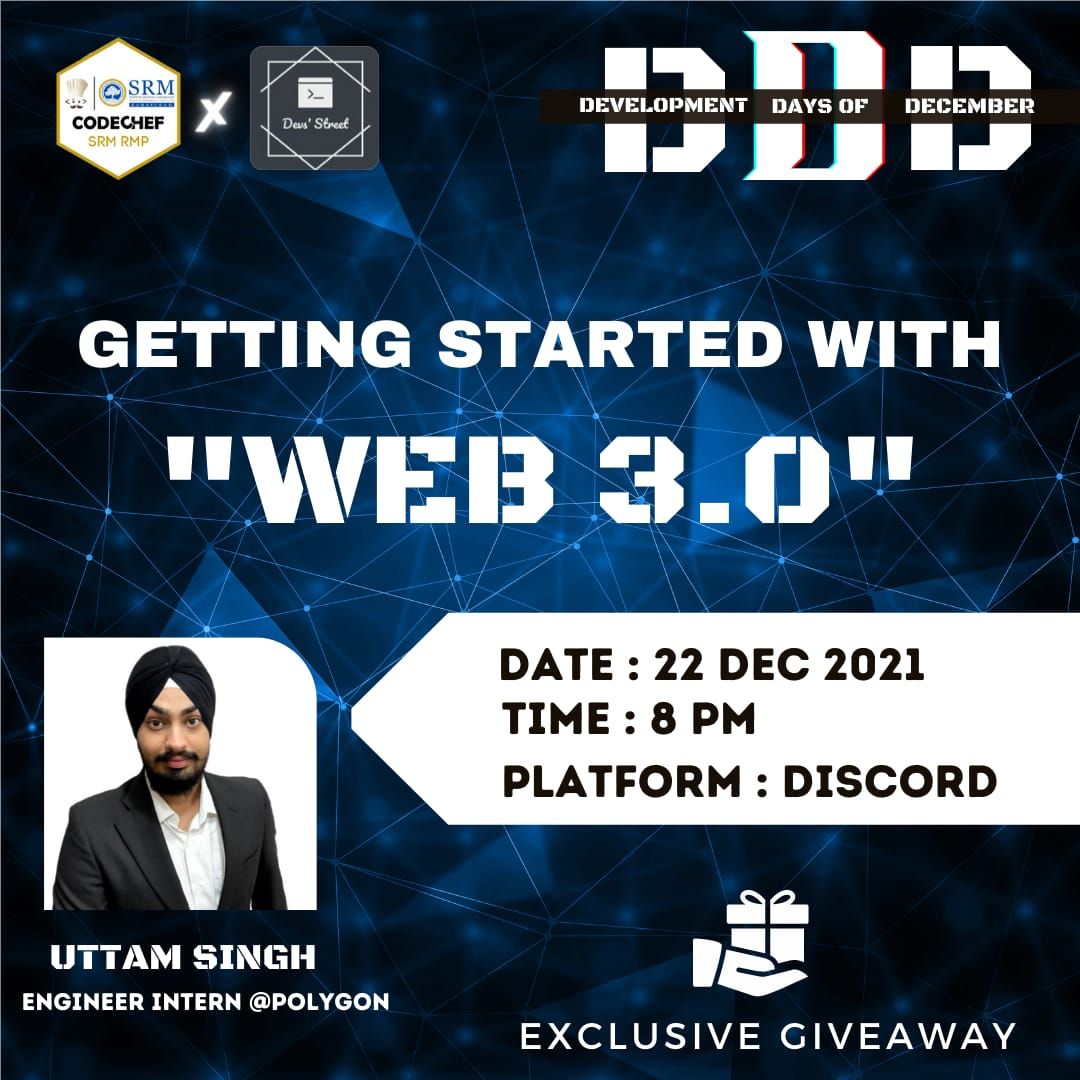 SRM
CODECHEF
SRM RMP
X
>_
Devs' Street
DDD
DEVELOPMENT DAYS OF DECEMBER
GETTING STARTED WITH
"WEB 3.0"
DATE : 22 DEC 2021
TIME : 8 PM
PLATFORM : DISCORD
UTTAM SINGH
ENGINEER INTERN @POLYGON
EXCLUSIVE GIVEAWAY